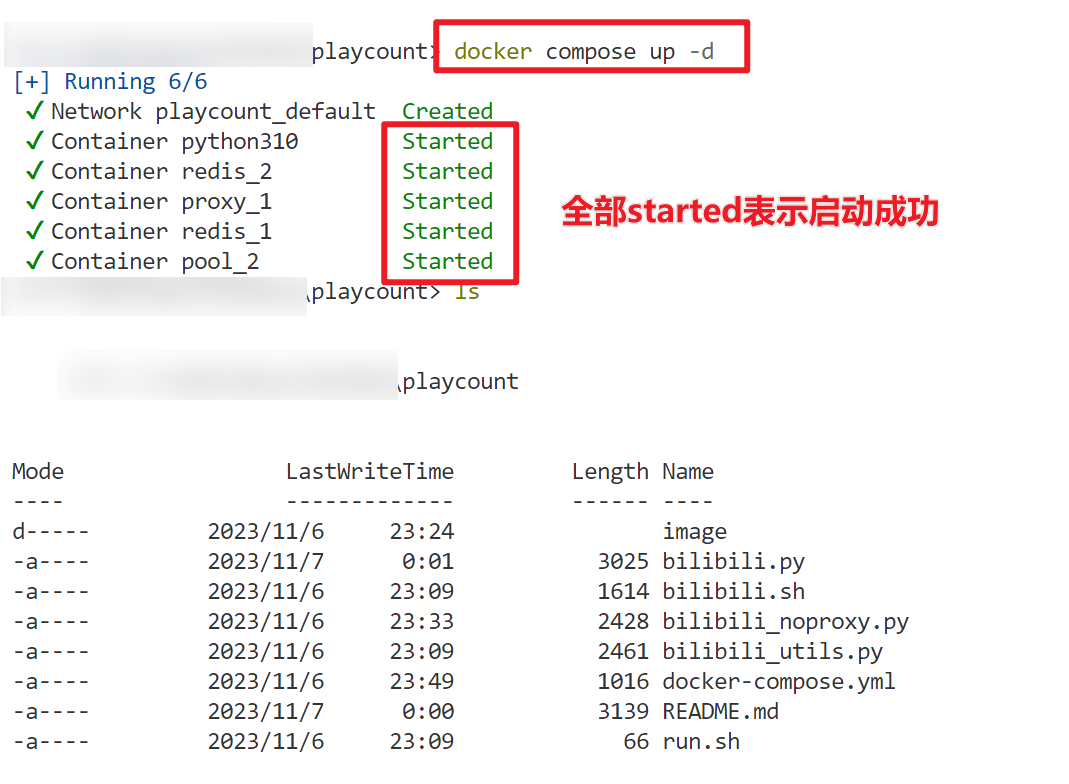 playcount> docker compose up -d
[+] Running 6/6
✓ Network playcount_default Created
✓ Container python310 Started
✓ Container redis_2 Started
✓ Container proxy_1 Started
✓ Container redis_1 Started
✓ Container pool_2 Started
全部started表示启动成功
\playcount> ls
\playcount
Mode LastWriteTime Length Name
---- ------------- ------ ----
d----- 2023/11/6 23:24 image
-a---- 2023/11/7 0:01 3025 bilibili.py
-a---- 2023/11/6 23:09 1614 bilibili.sh
-a---- 2023/11/6 23:33 2428 bilibili_noproxy.py
-a---- 2023/11/6 23:09 2461 bilibili_utils.py
-a---- 2023/11/6 23:49 1016 docker-compose.yml
-a---- 2023/11/7 0:00 3139 README.md
-a---- 2023/11/6 23:09 66 run.sh